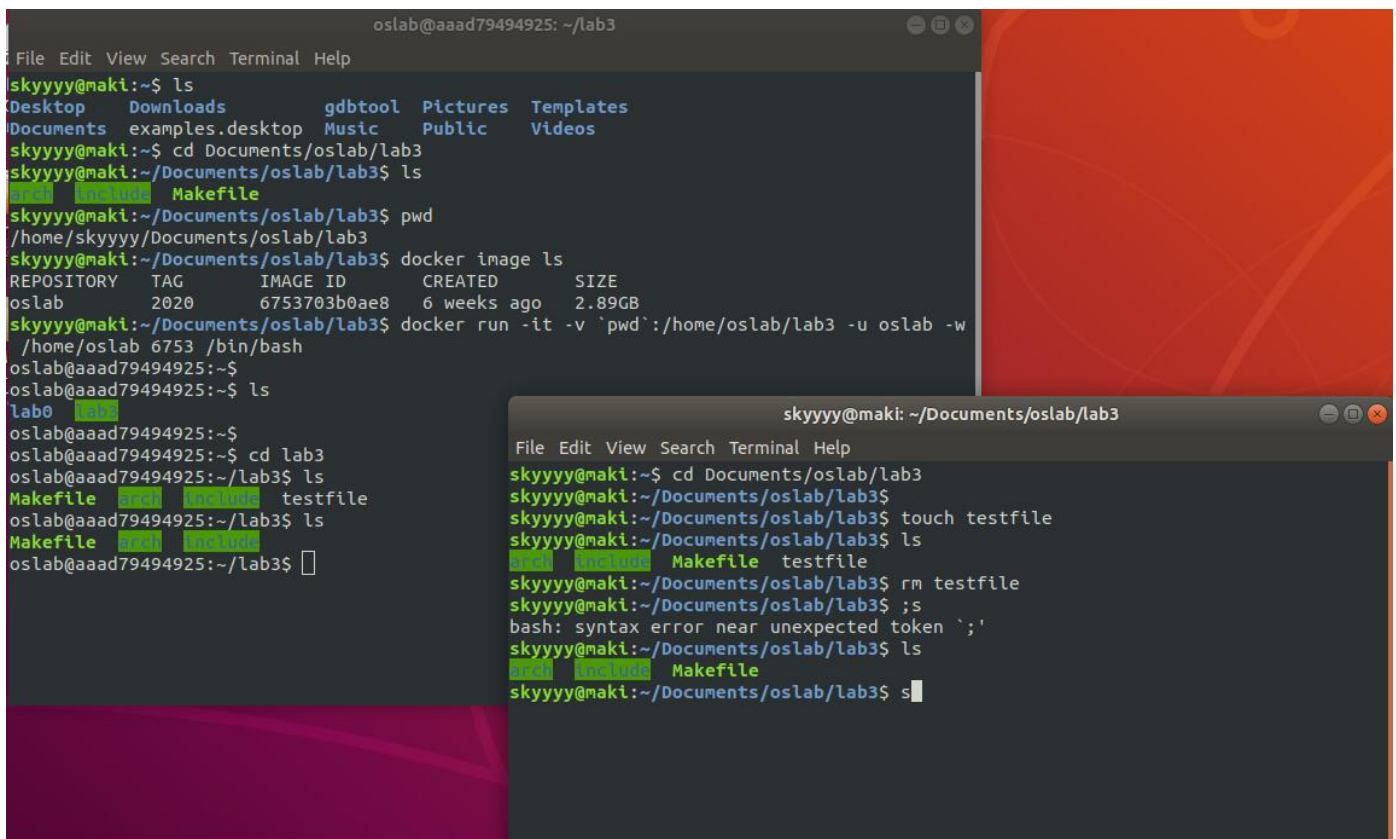 oslab@aaad79494925: ~/lab3
File Edit View Search Terminal Help
skyyyy@maki:~$ ls
Desktop Downloads gdbtool Pictures Templates
Documents examples.desktop Music Public Videos
skyyyy@maki:~$ cd Documents/oslab/lab3
skyyyy@maki:~/Documents/oslab/lab3$ ls
arch include Makefile
skyyyy@maki:~/Documents/oslab/lab3$ pwd
/home/skyyyy/Documents/oslab/lab3
skyyyy@maki:~/Documents/oslab/lab3$ docker image ls
REPOSITORY TAG IMAGE ID CREATED SIZE
oslab 2020 6753703b0ae8 6 weeks ago 2.89GB
skyyyy@maki:~/Documents/oslab/lab3$ docker run -it -v `pwd`:/home/oslab/lab3 -u oslab -w
/home/oslab 6753 /bin/bash
oslab@aaad79494925:~$
oslab@aaad79494925:~$ ls
lab0 lab3
oslab@aaad79494925:~$
oslab@aaad79494925:~$ cd lab3
oslab@aaad79494925:~/lab3$ ls
Makefile arch include testfile
oslab@aaad79494925:~/lab3$ ls
Makefile arch include
oslab@aaad79494925:~/lab3$
skyyyy@maki: ~/Documents/oslab/lab3
File Edit View Search Terminal Help
skyyyy@maki:~$ cd Documents/oslab/lab3
skyyyy@maki:~/Documents/oslab/lab3$
skyyyy@maki:~/Documents/oslab/lab3$ touch testfile
skyyyy@maki:~/Documents/oslab/lab3$ ls
arch include Makefile testfile
skyyyy@maki:~/Documents/oslab/lab3$ rm testfile
skyyyy@maki:~/Documents/oslab/lab3$ ;s
bash: syntax error near unexpected token `;'
skyyyy@maki:~/Documents/oslab/lab3$ ls
arch include Makefile
skyyyy@maki:~/Documents/oslab/lab3$ s